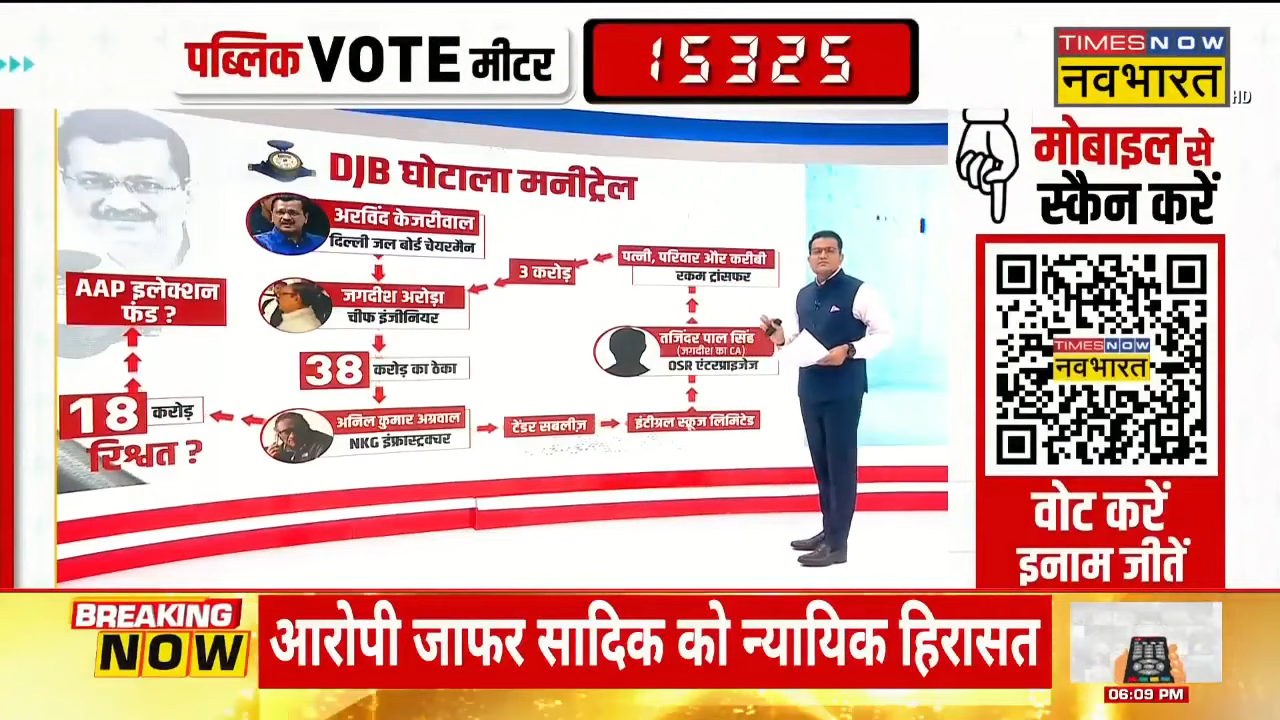 पब्लिक VOTE मीटर
15325
TIMES NOW
नवभारत
HD
DJB घोटाला मनीट्रेल
अरविंद केजरीवाल
दिल्ली जल बोर्ड चेयरमैन
जगदीश अरोड़ा
चीफ इंजीनियर
38 करोड़ का ठेका
अनिल कुमार अग्रवाल
NKG इंफ्रास्ट्रक्चर
AAP इलेक्शन
फंड ?
18 करोड़
रिश्वत ?
टेंडर सबलीज़
इंटीग्रल स्क्रूज लिमिटेड
तजिंदर पाल सिंह
(जगदीश का CA)
OSR एंटरप्राइजेज
पत्नी, परिवार और करीबी
रकम ट्रांसफर
3 करोड़
मोबाइल से
स्कैन करें
TIMES NOW
नवभारत
वोट करें
इनाम जीतें
BREAKING
NOW
आरोपी जाफर सादिक को न्यायिक हिरासत
06:09 PM